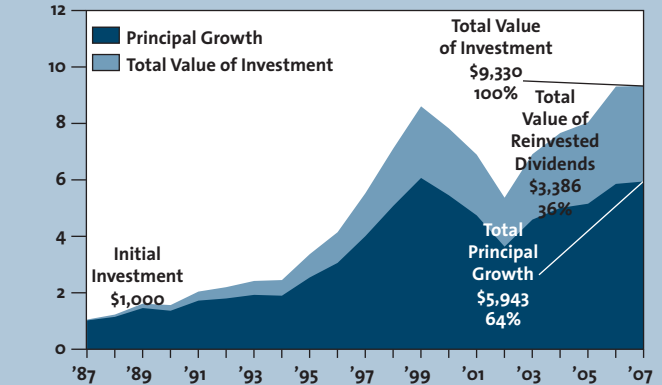 12
Principal Growth
Total Value of Investment
Total Value
of Investment
$9,330
100%
10
Total
Value of
Reinvested
Dividends
$3,386
36%
8
6
4
Total
Principal
Growth
$5,943
64%
Initial
Investment
$1,000
2
0
'87 '89 '91 '93 '95 '97 '99 '01 '03 '05 '07